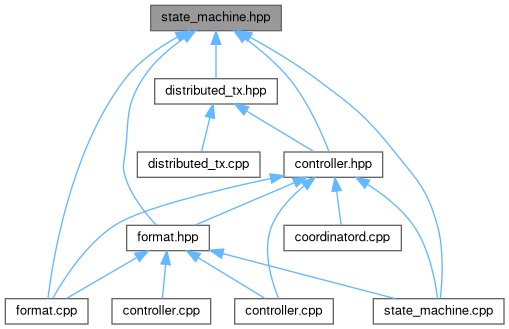 state_machine.hpp
distributed_tx.hpp
distributed_tx.cpp
controller.hpp
format.hpp
coordinatord.cpp
format.cpp
controller.cpp
controller.cpp
state_machine.cpp